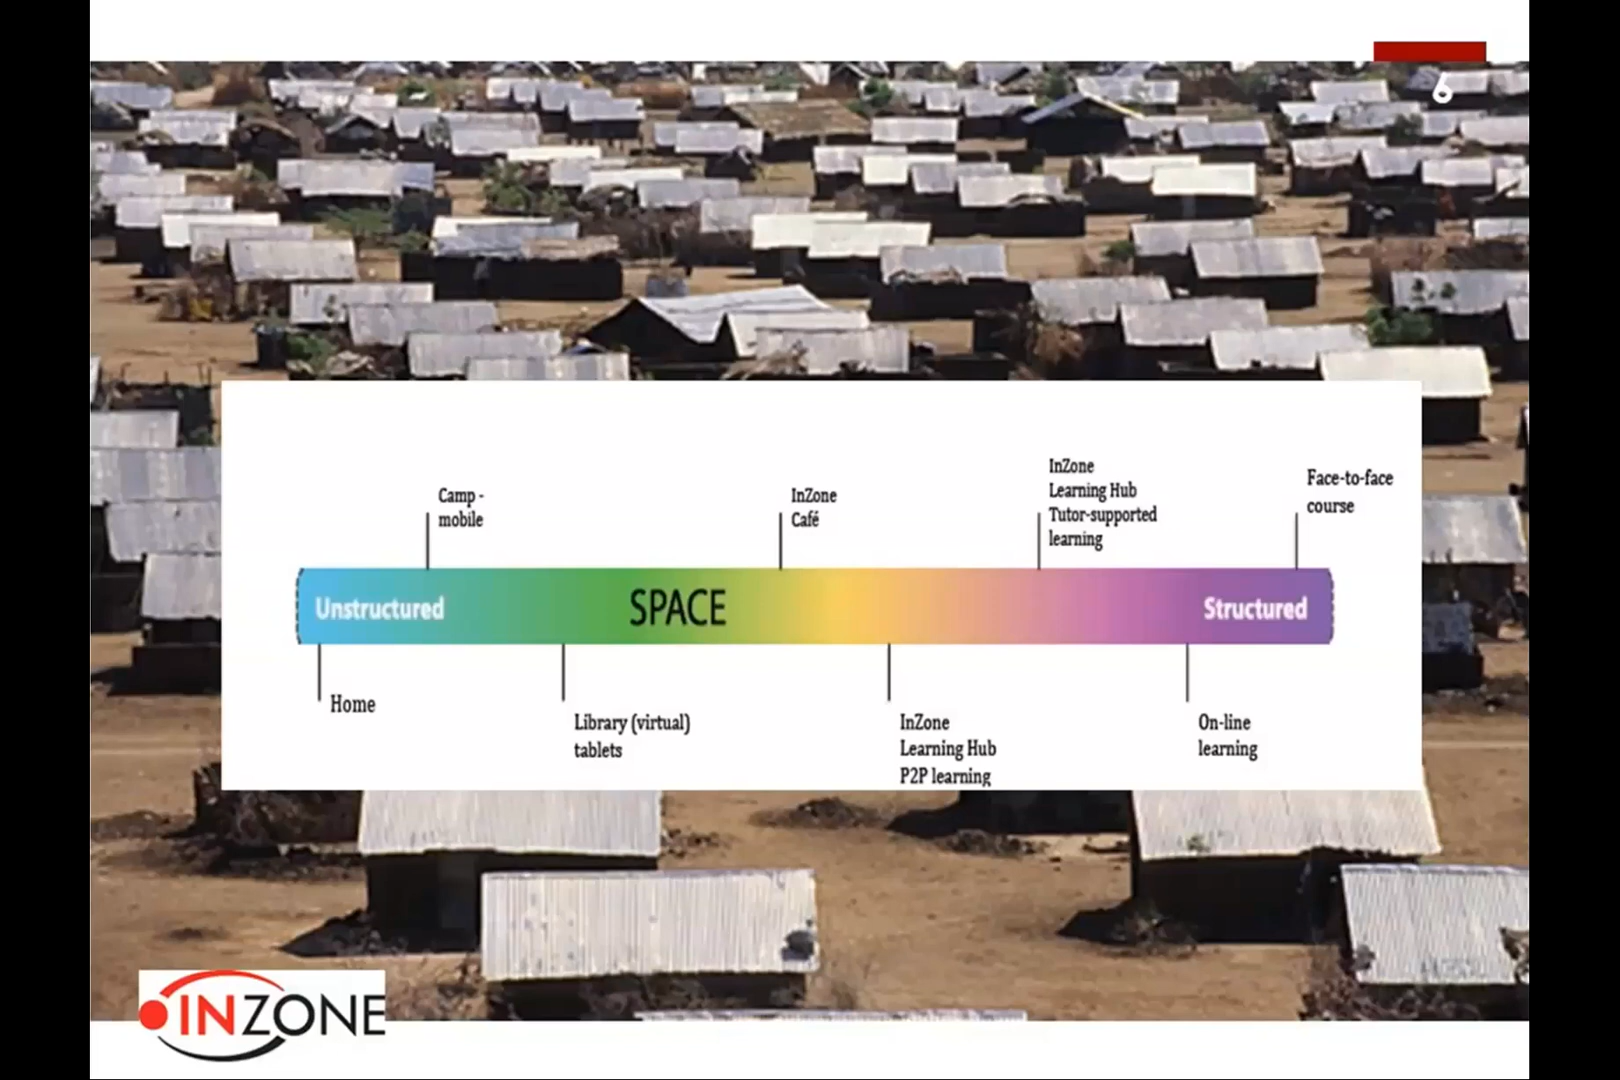 6
Camp -
mobile
InZone
Café
InZone
Learning Hub
Tutor-supported
learning
Face-to-face
course
Unstructured
SPACE
Structured
Home
Library (virtual)
tablets
InZone
Learning Hub
P2P learning
On-line
learning
INZONE